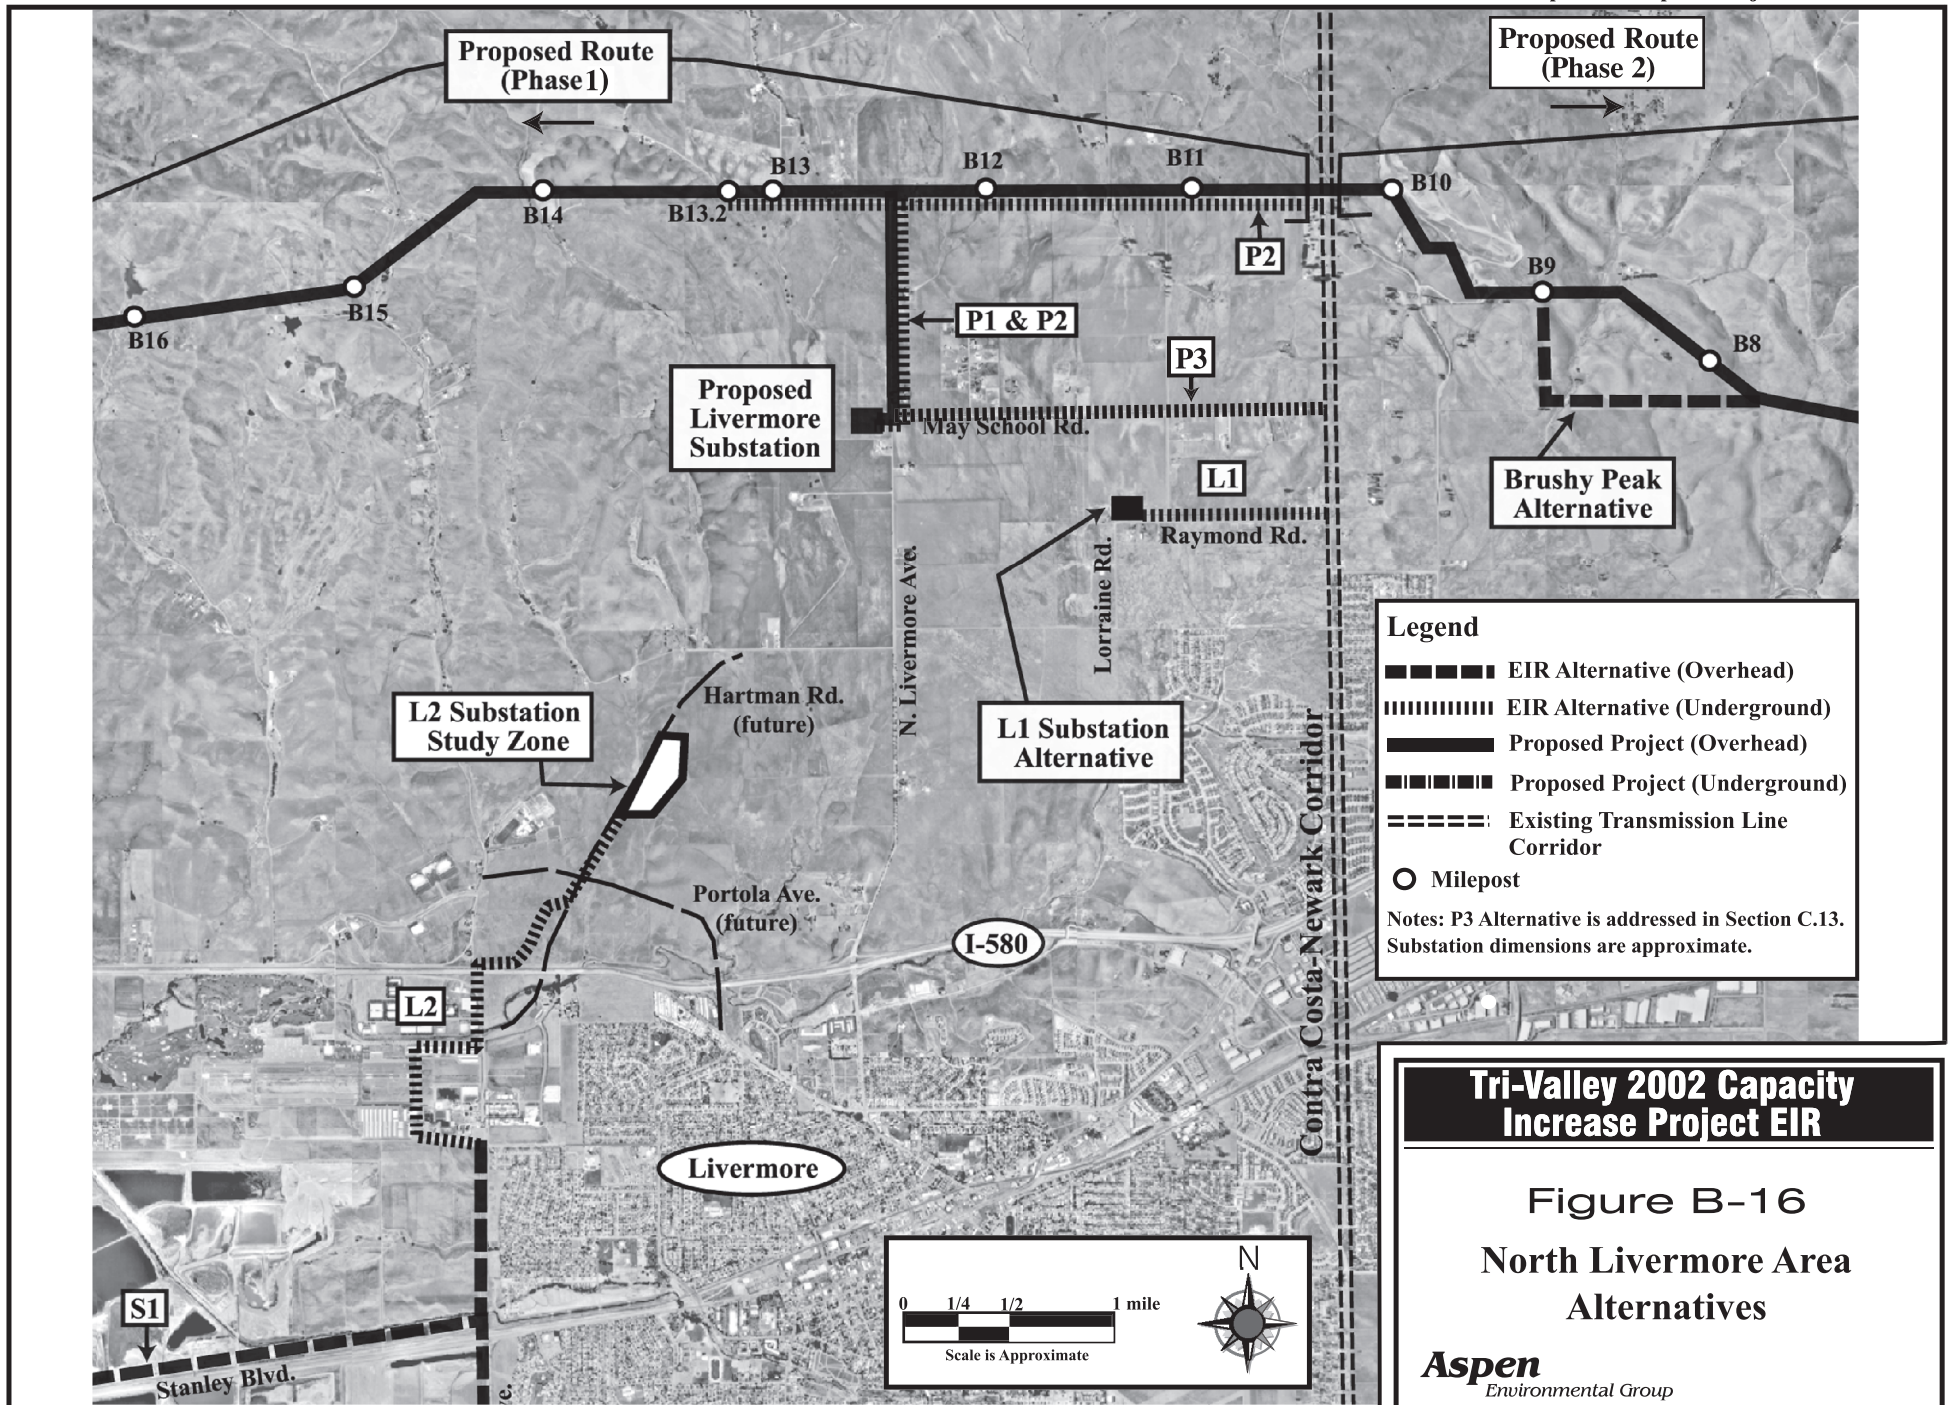 Proposed Route
(Phase 1)
Proposed Route
(Phase 2)
B13
B12
B11
B10
B14
B13.2
P2
B9
B15
B16
P1 & P2
B8
P3
Proposed
Livermore
Substation
May School Rd.
L1
Brushy Peak
Alternative
Raymond Rd.
N. Livermore Ave.
Lorraine Rd.
Legend
EIR Alternative (Overhead)
EIR Alternative (Underground)
Proposed Project (Overhead)
Proposed Project (Underground)
Existing Transmission Line
Corridor
Milepost
Notes: P3 Alternative is addressed in Section C.13.
Substation dimensions are approximate.
Hartman Rd.
(future)
L2 Substation
Study Zone
L1 Substation
Alternative
Contra Costa-Newark Corridor
Portola Ave.
(future)
I-580
L2
Livermore
Tri-Valley 2002 Capacity
Increase Project EIR
Figure B-16
North Livermore Area
Alternatives
Aspen
Environmental Group
N
0 1/4 1/2 1 mile
Scale is Approximate
S1
Stanley Blvd.